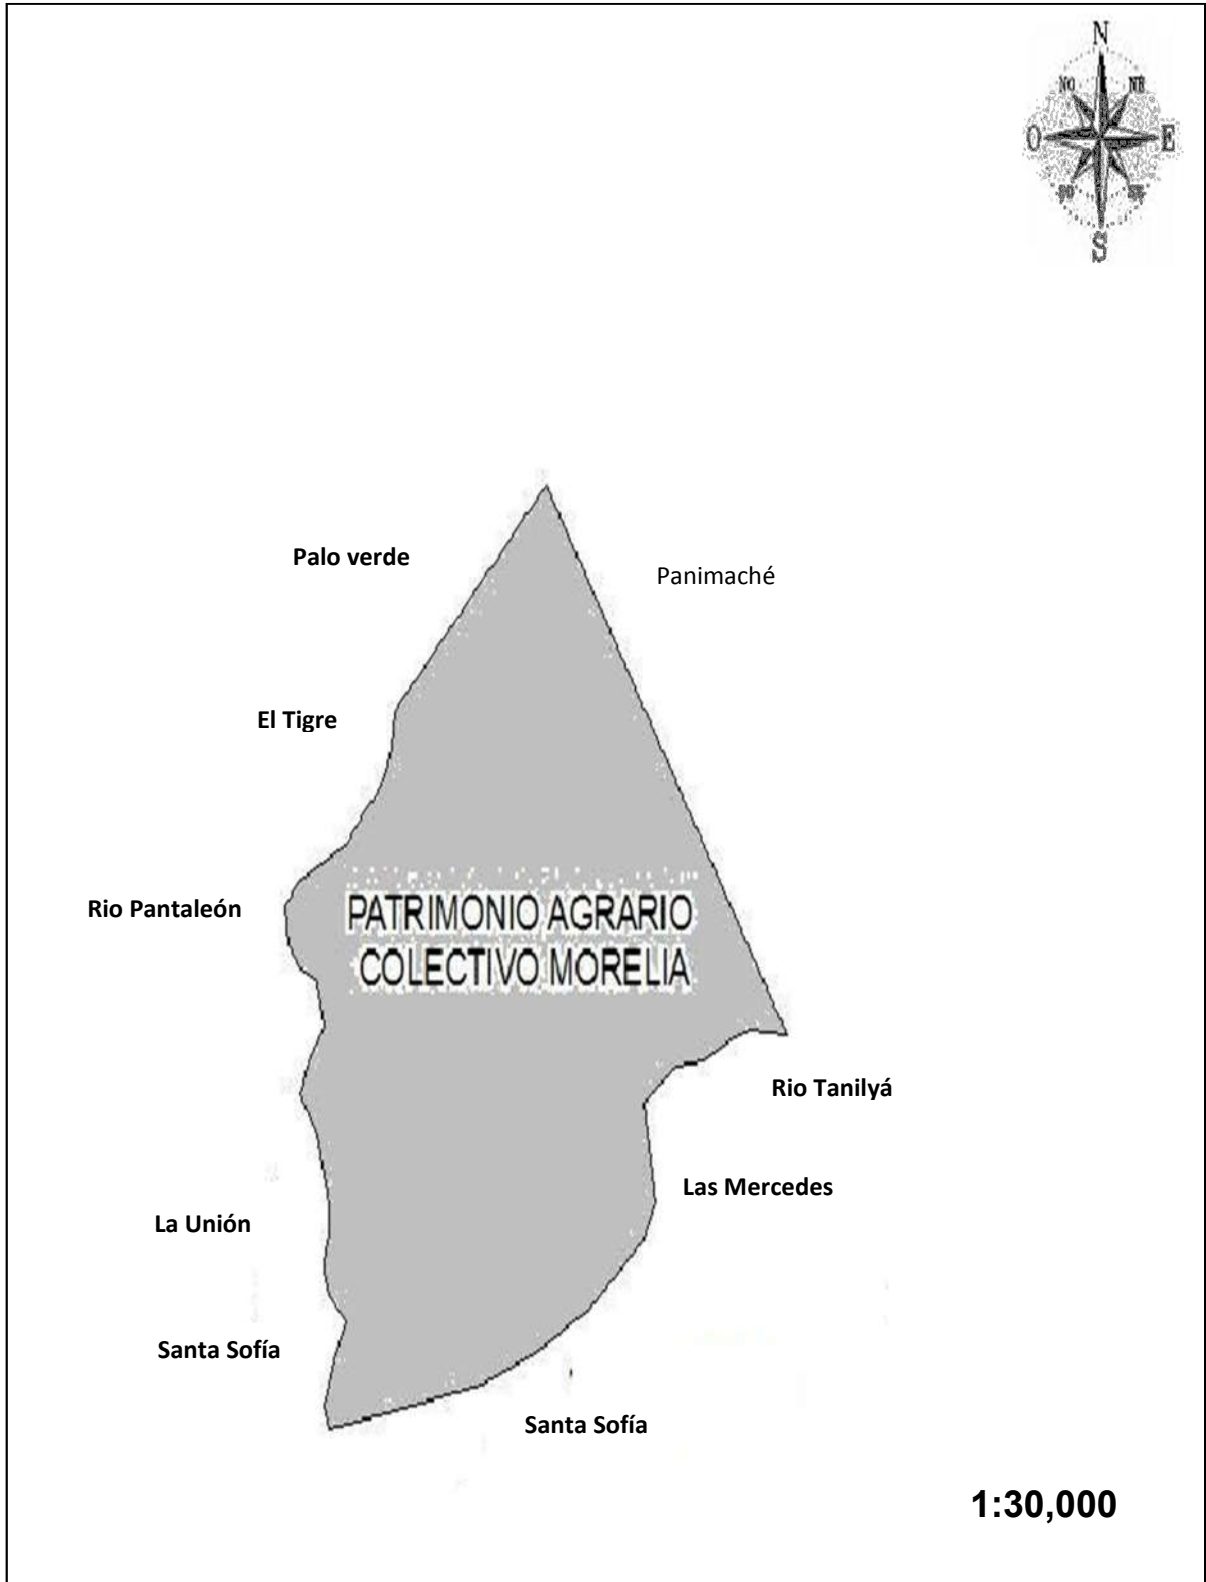 N
NO NE
O E
SO SE
S
Palo verde
Panimaché
El Tigre
Rio Pantaleón
PATRIMONIO AGRARIO
COLECTIVO MORELIA
Rio Tanilyá
Las Mercedes
La Unión
Santa Sofía
Santa Sofía
1:30,000